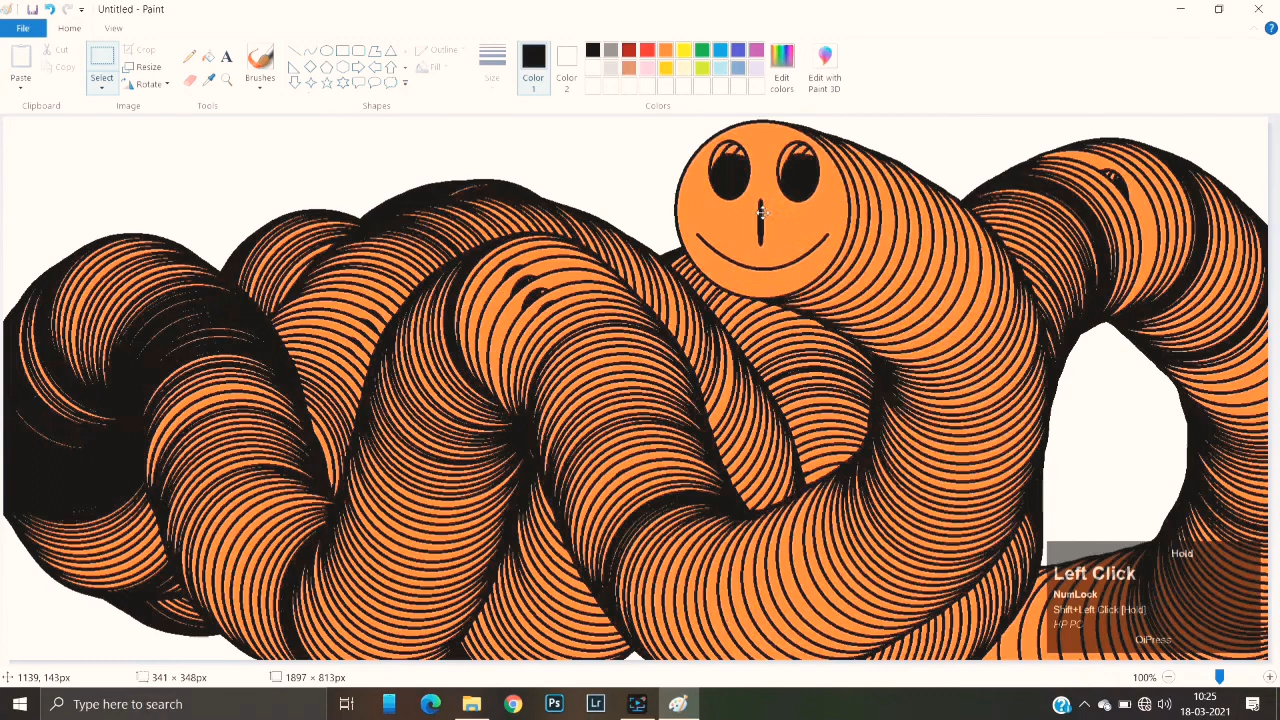 Untitled - Paint
File Home View
Paste
Cut
Copy
Clipboard
Select
Crop
Resize
Rotate
Image
A
Tools
Brushes
Outline
Fill
Shapes
Size
Color 1
Color 2
Edit colors
Edit with Paint 3D
Colors
Hold
Left Click
NumLock
Shift+Left Click [Hold]
HP PC
QiPress
1139, 143px
341 × 348px
1897 × 813px
100%
Type here to search
Ps
Lr
10:25
18-03-2021